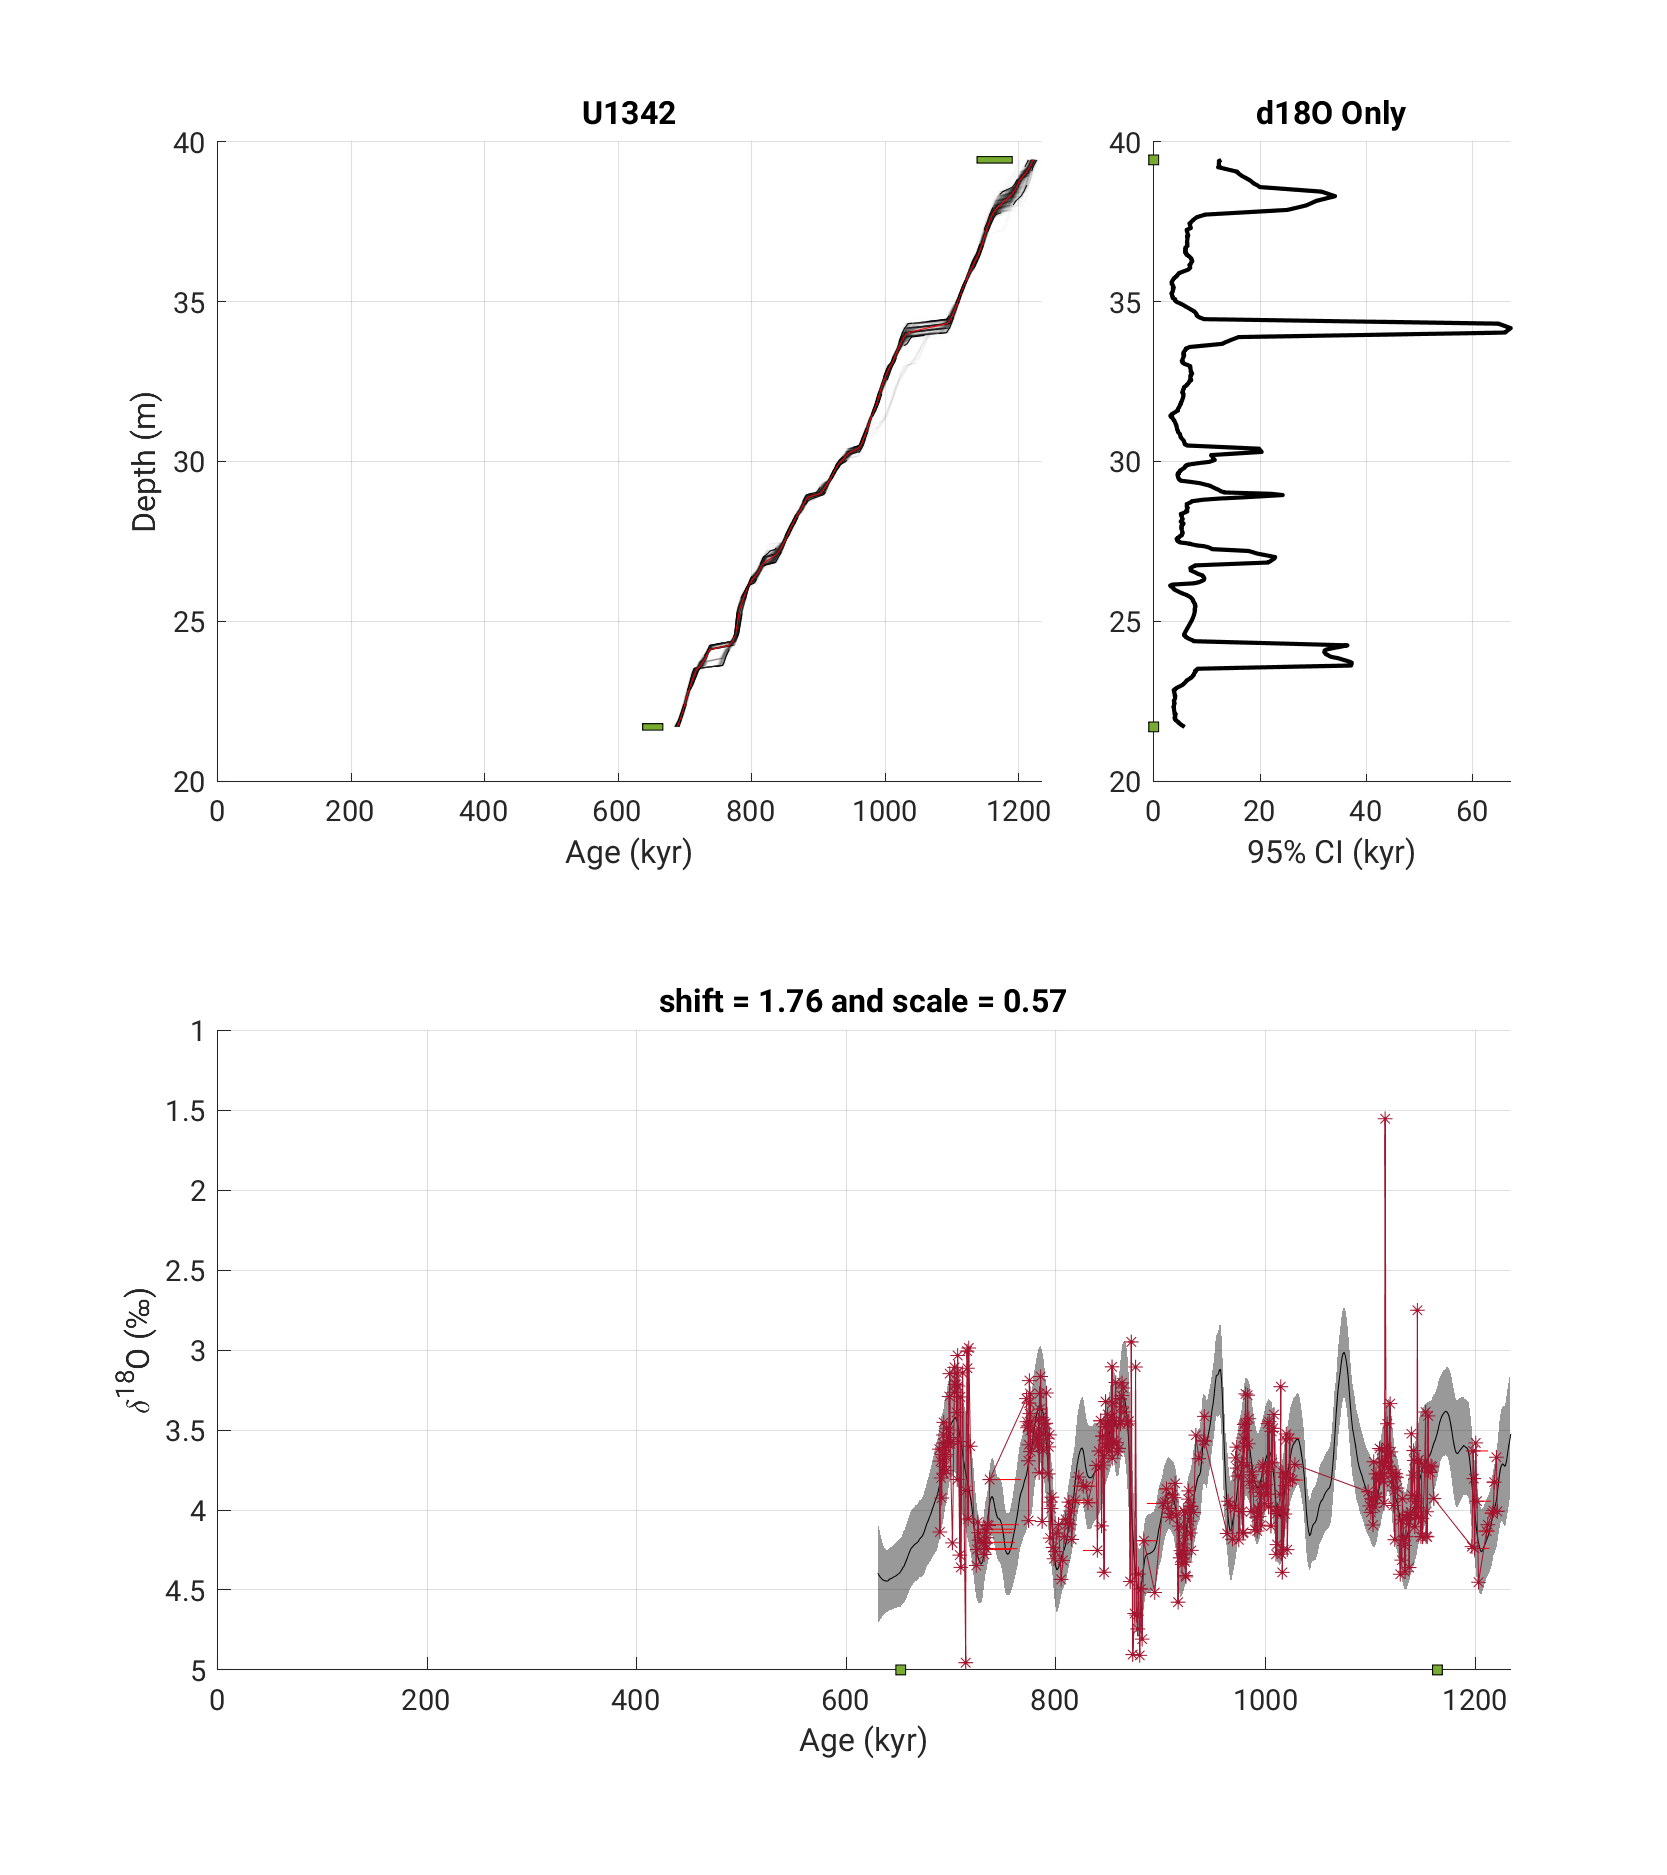 U1342
d18O Only
40
35
30
25
20
Depth (m)
0 200 400 600 800 1000 1200
Age (kyr)
40
35
30
25
20
0 20 40 60
95% CI (kyr)
shift = 1.76 and scale = 0.57
1
1.5
2
2.5
3
3.5
4
4.5
5
δ¹⁸O (‰)
0 200 400 600 800 1000 1200
Age (kyr)